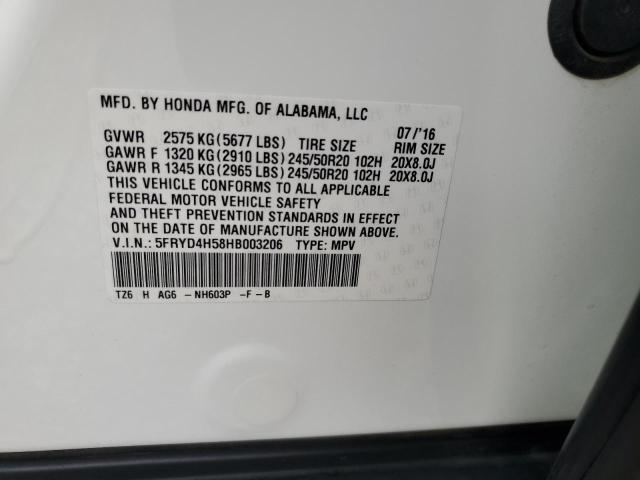 MFD. BY HONDA MFG. OF ALABAMA, LLC
07/'16
GVWR 2575 KG(5677 LBS) TIRE SIZE RIM SIZE
GAWR F 1320 KG(2910 LBS)245/50R20 102H 20X8.0J
GAWR R 1345 KG(2965 LBS)245/50R20 102H 20X8.0J
THIS VEHICLE CONFORMS TO ALL APPLICABLE
FEDERAL MOTOR VEHICLE SAFETY
AND THEFT PREVENTION STANDARDS IN EFFECT
ON THE DATE OF MANUFACTURE SHOWN ABOVE.
V.I.N.: 5FRYD4H58HB003206 TYPE: MPV
TZ6 H AG6 -NH603P -F-B